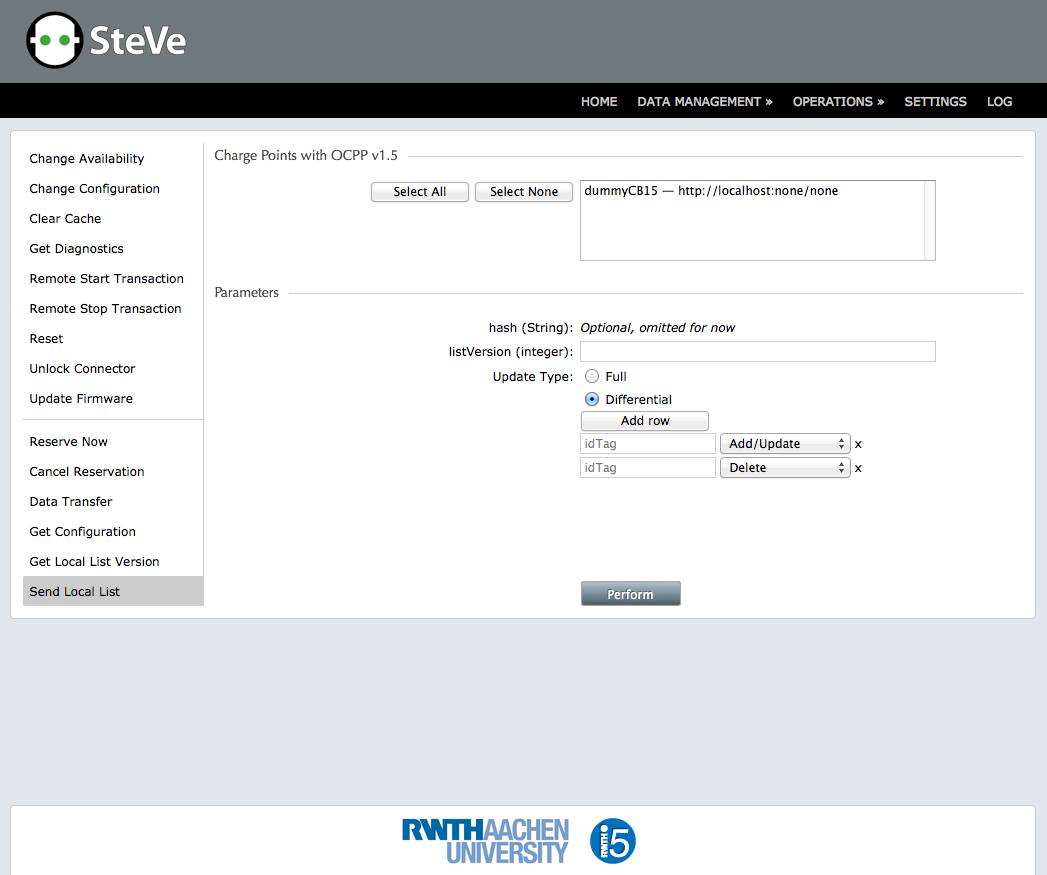 SteVe
HOME DATA MANAGEMENT » OPERATIONS » SETTINGS LOG
Change Availability
Change Configuration
Clear Cache
Get Diagnostics
Remote Start Transaction
Remote Stop Transaction
Reset
Unlock Connector
Update Firmware
Reserve Now
Cancel Reservation
Data Transfer
Get Configuration
Get Local List Version
Send Local List
Charge Points with OCPP v1.5
Select All Select None dummyCB15 — http://localhost:none/none
Parameters
hash (String): Optional, omitted for now
listVersion (integer):
Update Type: Full
Differential
Add row
idTag Add/Update x
idTag Delete x
Perform
RWTHAACHEN
UNIVERSITY
RWTH i5